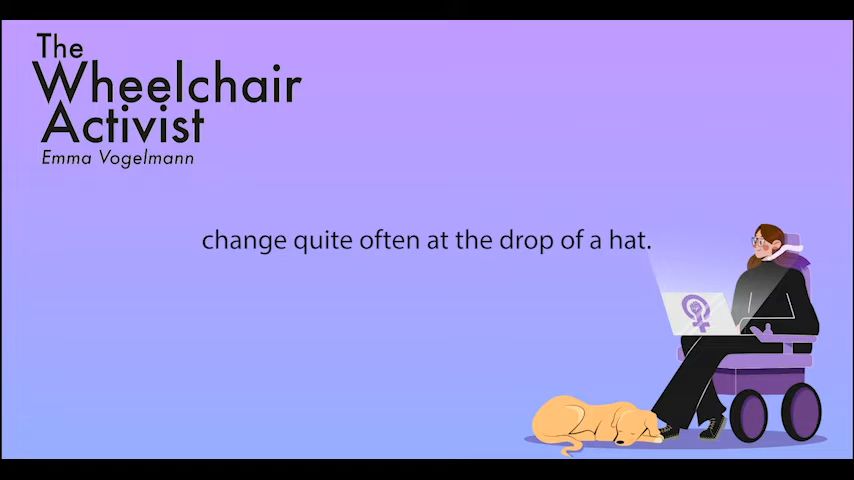 The
Wheelchair
Activist
Emma Vogelmann
change quite often at the drop of a hat.